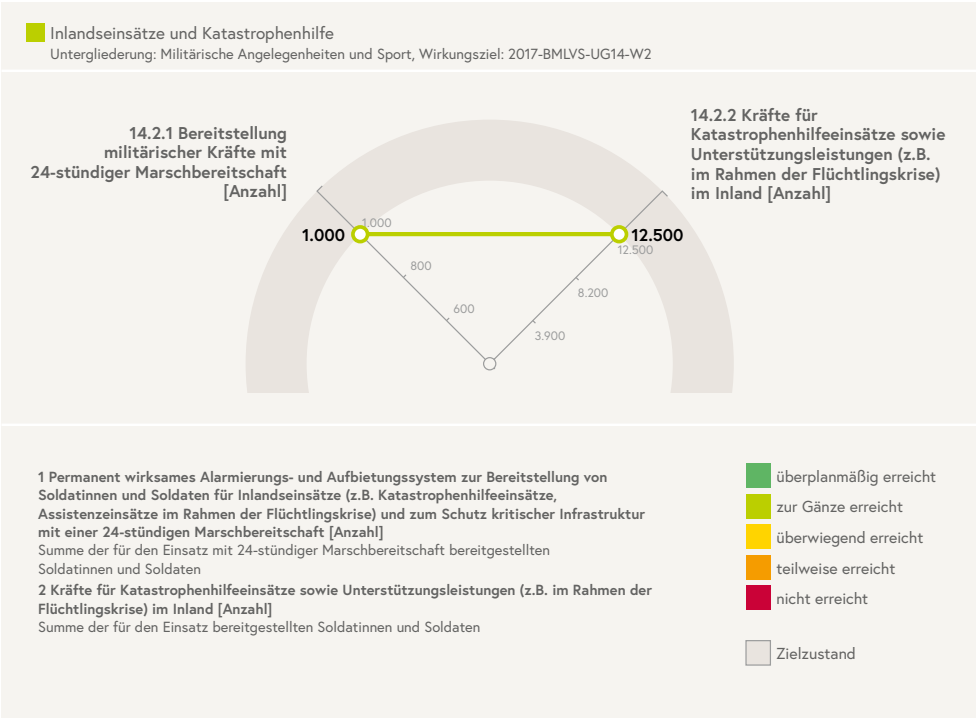 Inlandseinsätze und Katastrophenhilfe
Untergliederung: Militärische Angelegenheiten und Sport, Wirkungsziel: 2017-BMLVS-UG14-W2
14.2.1 Bereitstellung
militärischer Kräfte mit
24-stündiger Marschbereitschaft
[Anzahl]
14.2.2 Kräfte für
Katastrophenhilfeeinsätze sowie
Unterstützungsleistungen (z.B.
im Rahmen der Flüchtlingskrise)
im Inland [Anzahl]
1.000
1.000
12.500
12.500
800
8.200
600
3.900
1 Permanent wirksames Alarmierungs- und Aufbietungssystem zur Bereitstellung von
Soldatinnen und Soldaten für Inlandseinsätze (z.B. Katastrophenhilfeeinsätze,
Assistenzeinsätze im Rahmen der Flüchtlingskrise) und zum Schutz kritischer Infrastruktur
mit einer 24-stündigen Marschbereitschaft [Anzahl]
Summe der für den Einsatz mit 24-stündiger Marschbereitschaft bereitgestellten
Soldatinnen und Soldaten
2 Kräfte für Katastrophenhilfeeinsätze sowie Unterstützungsleistungen (z.B. im Rahmen der
Flüchtlingskrise) im Inland [Anzahl]
Summe der für den Einsatz bereitgestellten Soldatinnen und Soldaten
überplanmäßig erreicht
zur Gänze erreicht
überwiegend erreicht
teilweise erreicht
nicht erreicht
Zielzustand